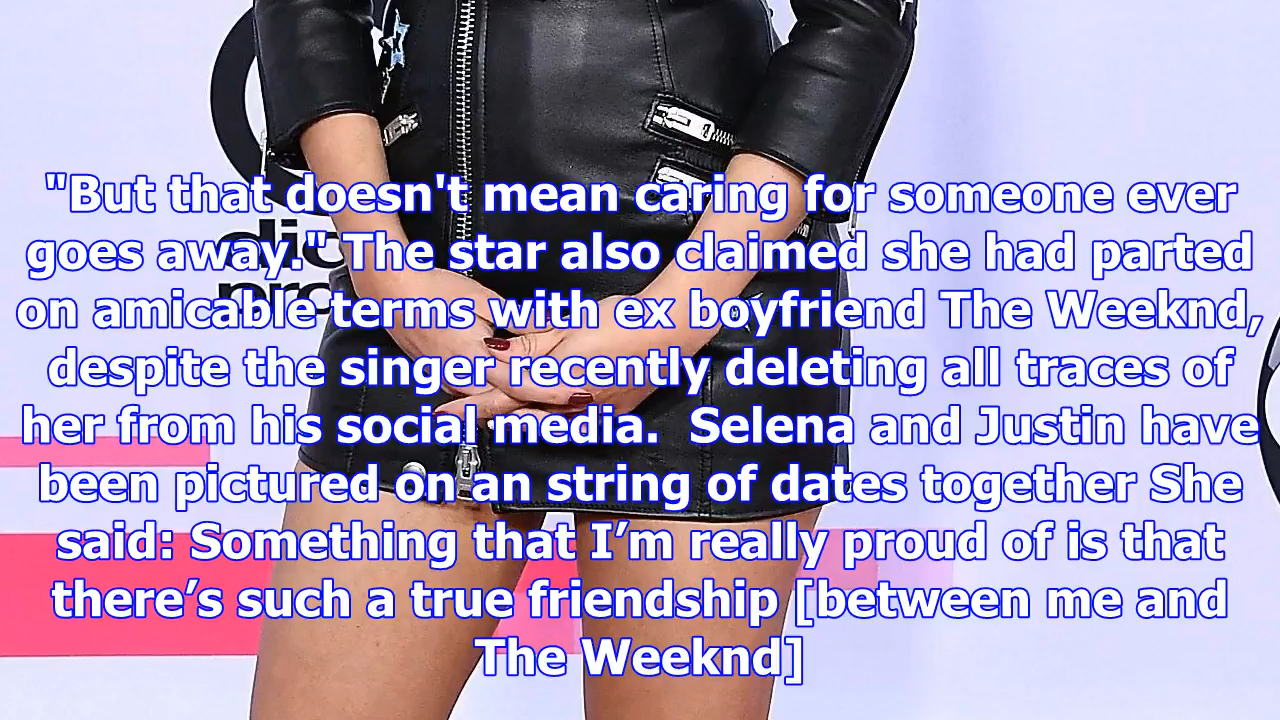 "But that doesn't mean caring for someone ever
goes away." The star also claimed she had parted
on amicable terms with ex boyfriend The Weeknd,
despite the singer recently deleting all traces of
her from his social media.  Selena and Justin have
been pictured on an string of dates together She
said: Something that I’m really proud of is that
there’s such a true friendship [between me and
The Weeknd]